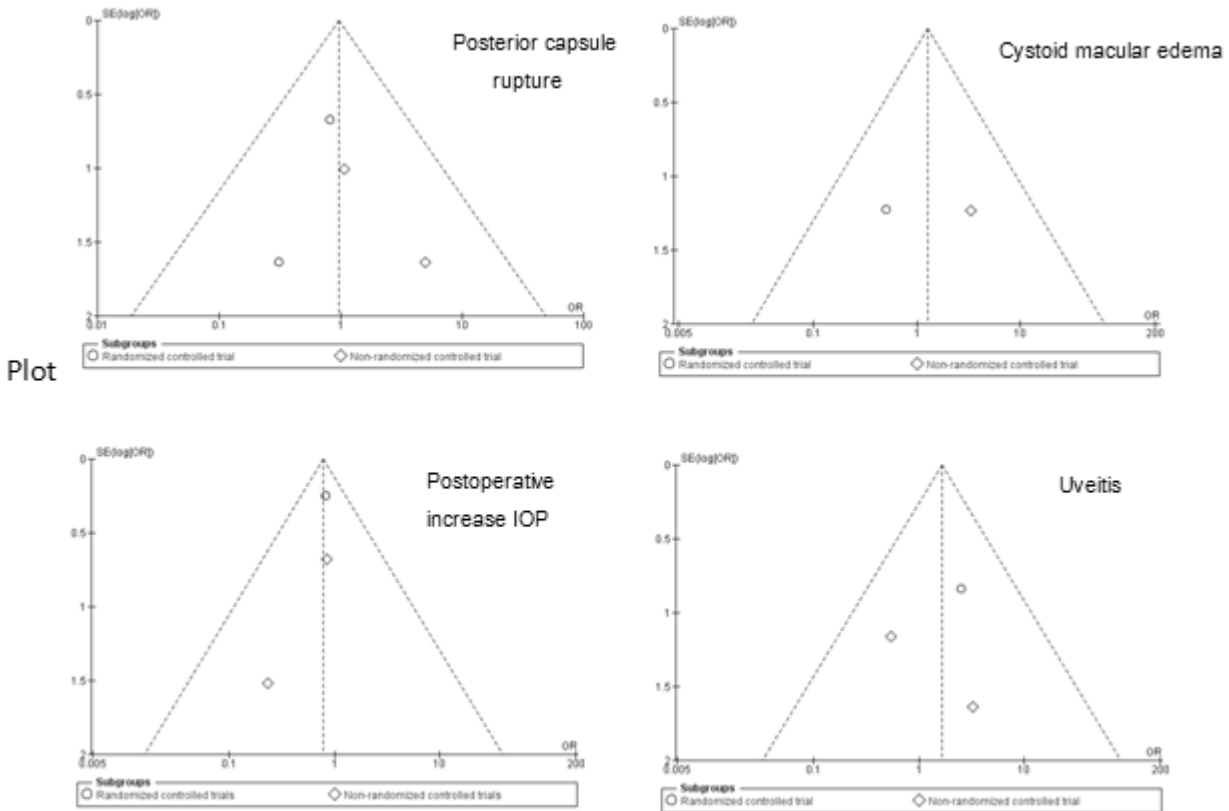 SE(log[OR])
Posterior capsule
rupture
0
0.5
1
1.5
2
0.01
0.1
1
10
100
OR
Subgroups
Randomized controlled trial
Non-randomized controlled trial
SE(log[OR])
Cystoid macular edema
0
0.5
1
1.5
2
0.005
0.1
1
10
200
OR
Subgroups
Randomized controlled trial
Non-randomized controlled trial
Plot
SE(log[OR])
Postoperative
increase IOP
0
0.5
1
1.5
2
0.005
0.1
1
10
200
OR
Subgroups
Randomized controlled trials
Non-randomized controlled trials
SE(log[OR])
Uveitis
0
0.5
1
1.5
2
0.005
0.1
1
10
200
OR
Subgroups
Randomized controlled trial
Non-randomized controlled trial